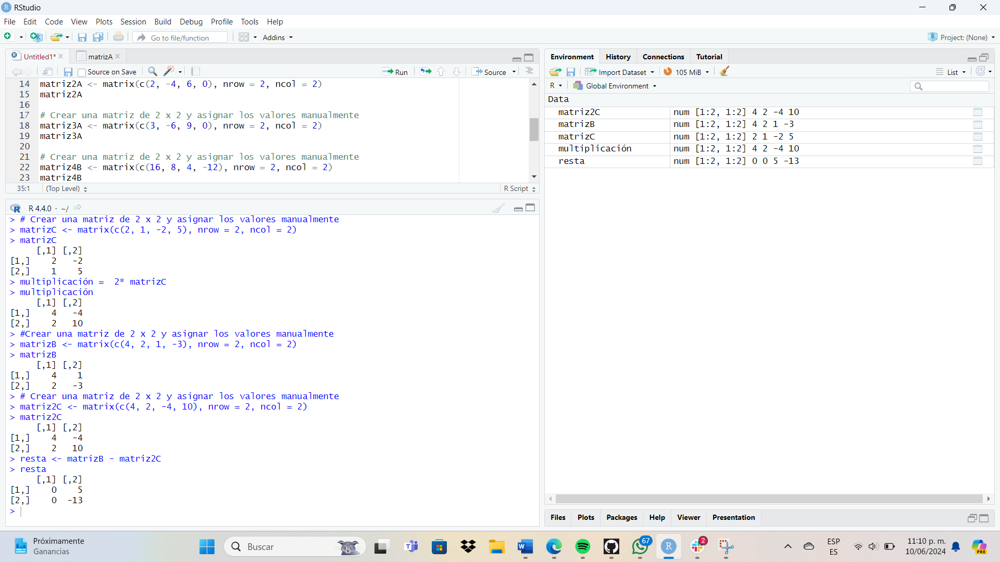 RStudio
File Edit Code View Plots Session Build Debug Profile Tools Help
Go to file/function
Addins
Project: (None)
Untitled1*
matrizA
Source on Save
Run
Source
14 matriz2A <- matrix(c(2, -4, 6, 0), nrow = 2, ncol = 2)
15 matriz2A
16
17 # Crear una matriz de 2 x 2 y asignar los valores manualmente
18 matriz3A <- matrix(c(3, -6, 9, 0), nrow = 2, ncol = 2)
19 matriz3A
20
21 # Crear una matriz de 2 x 2 y asignar los valores manualmente
22 matriz4B <- matrix(c(16, 8, 4, -12), nrow = 2, ncol = 2)
23 matriz4B
35:1 (Top Level) R Script
R 4.4.0 · ~/
> # Crear una matriz de 2 x 2 y asignar los valores manualmente
> matrizC <- matrix(c(2, 1, -2, 5), nrow = 2, ncol = 2)
> matrizC
     [,1] [,2]
[1,]    2   -2
[2,]    1    5
> multiplicación =  2* matrizC
> multiplicación
     [,1] [,2]
[1,]    4   -4
[2,]    2   10
> #Crear una matriz de 2 x 2 y asignar los valores manualmente
> matrizB <- matrix(c(4, 2, 1, -3), nrow = 2, ncol = 2)
> matrizB
     [,1] [,2]
[1,]    4    1
[2,]    2   -3
> # Crear una matriz de 2 x 2 y asignar los valores manualmente
> matriz2C <- matrix(c(4, 2, -4, 10), nrow = 2, ncol = 2)
> matriz2C
     [,1] [,2]
[1,]    4   -4
[2,]    2   10
> resta <- matrizB - matriz2C
> resta
     [,1] [,2]
[1,]    0    5
[2,]    0  -13
>
Environment History Connections Tutorial
Import Dataset 105 MiB List
R Global Environment
Data
matriz2C num [1:2, 1:2] 4 2 -4 10
matrizB num [1:2, 1:2] 4 2 1 -3
matrizC num [1:2, 1:2] 2 1 -2 5
multiplicación num [1:2, 1:2] 4 2 -4 10
resta num [1:2, 1:2] 0 0 5 -13
Files Plots Packages Help Viewer Presentation
Próximamente
Ganancias
Buscar
67
2
ESP
ES
11:10 p. m.
10/06/2024
PRE